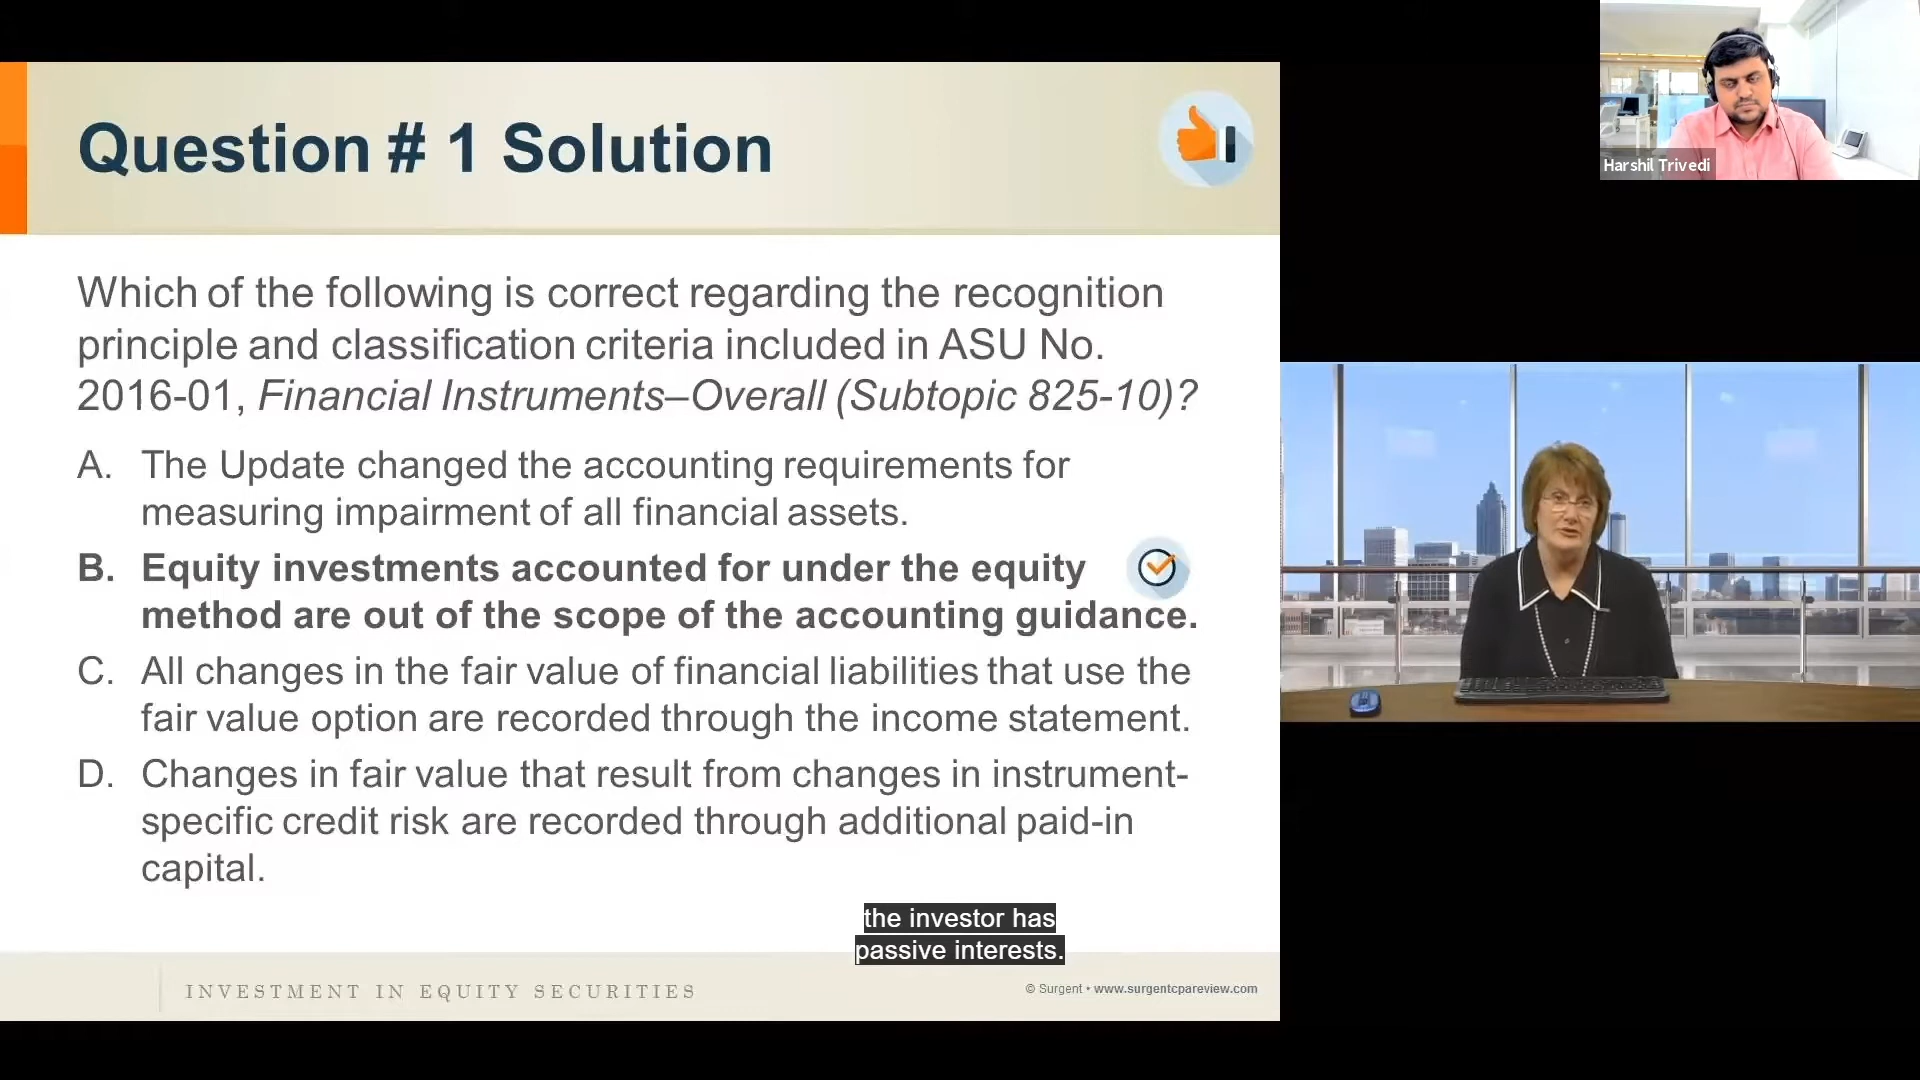 Question # 1 Solution
Harshil Trivedi
Which of the following is correct regarding the recognition
principle and classification criteria included in ASU No.
2016-01, Financial Instruments–Overall (Subtopic 825-10)?
A. The Update changed the accounting requirements for
measuring impairment of all financial assets.
B. Equity investments accounted for under the equity
method are out of the scope of the accounting guidance.
C. All changes in the fair value of financial liabilities that use the
fair value option are recorded through the income statement.
D. Changes in fair value that result from changes in instrument-
specific credit risk are recorded through additional paid-in
capital.
the investor has
passive interests.
INVESTMENT IN EQUITY SECURITIES
© Surgent • www.surgentcpareview.com